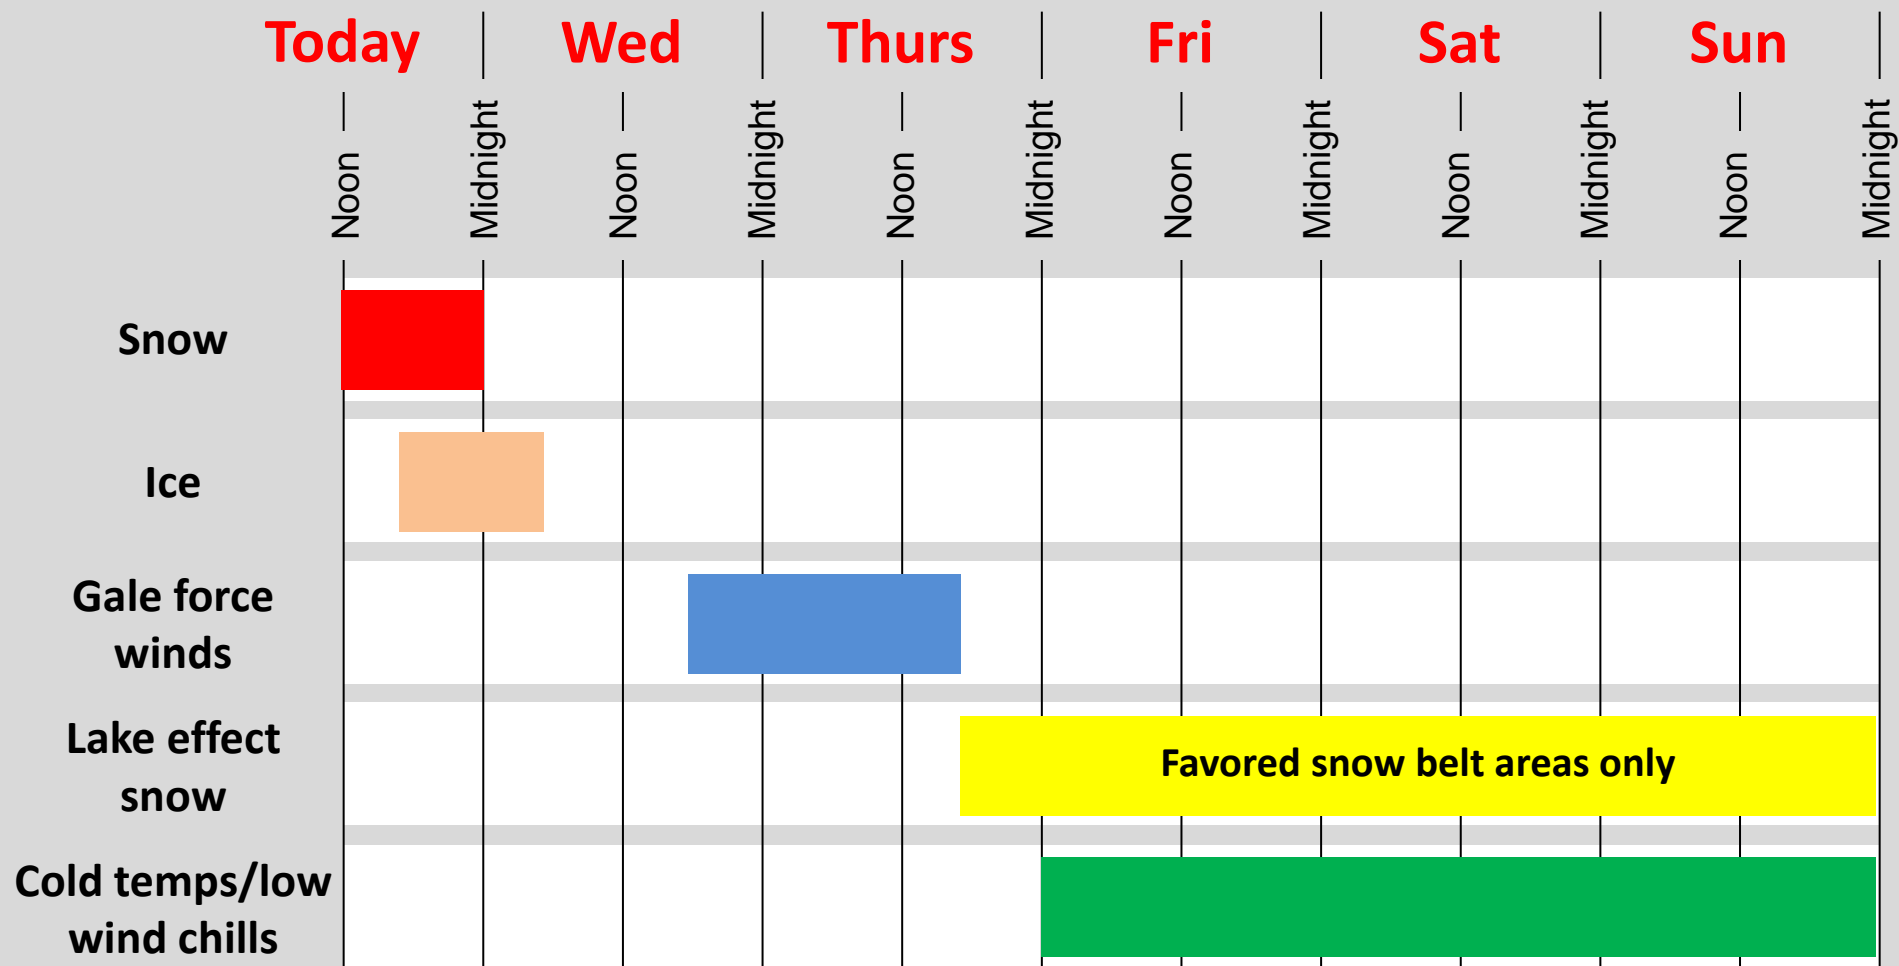 Today Wed Thurs Fri Sat Sun
Noon Midnight Noon Midnight Noon Midnight Noon Midnight Noon Midnight Noon Midnight
Snow
Ice
Gale force
winds
Lake effect
snow
Favored snow belt areas only
Cold temps/low
wind chills